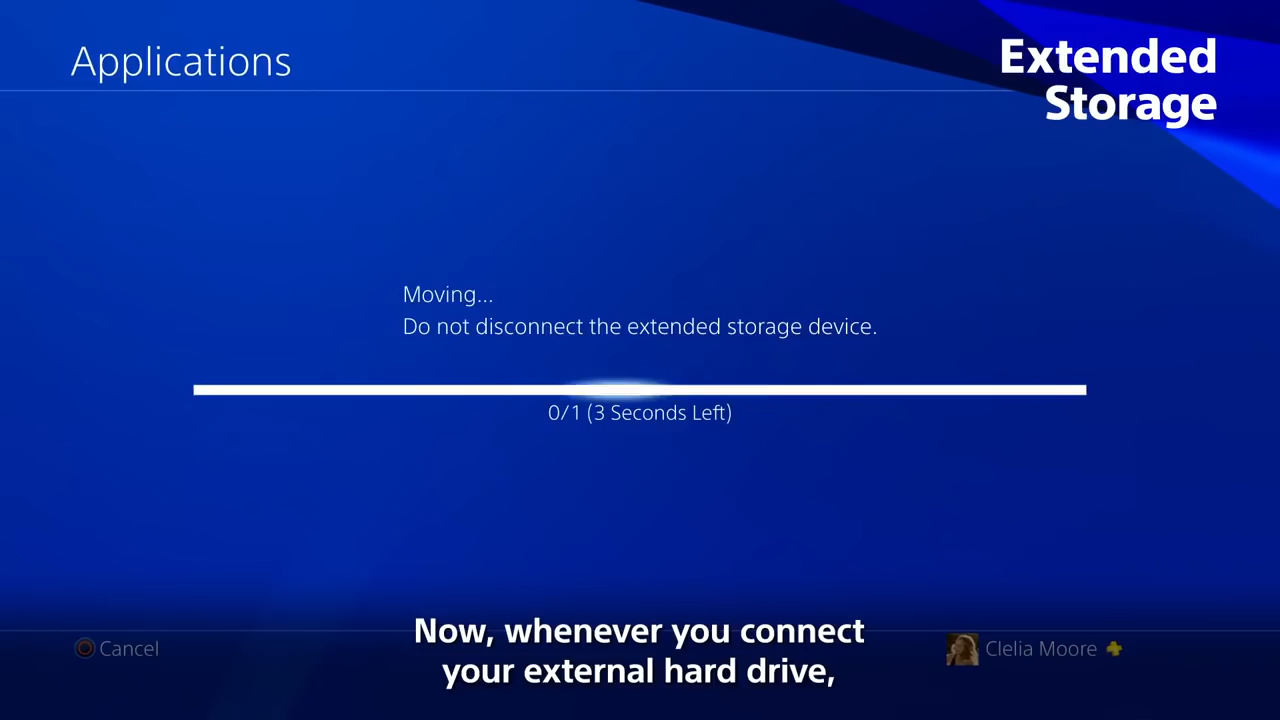 Applications
Extended
Storage
Moving...
Do not disconnect the extended storage device.
0/1 (3 Seconds Left)
Now, whenever you connect
your external hard drive,
Cancel
Clelia Moore